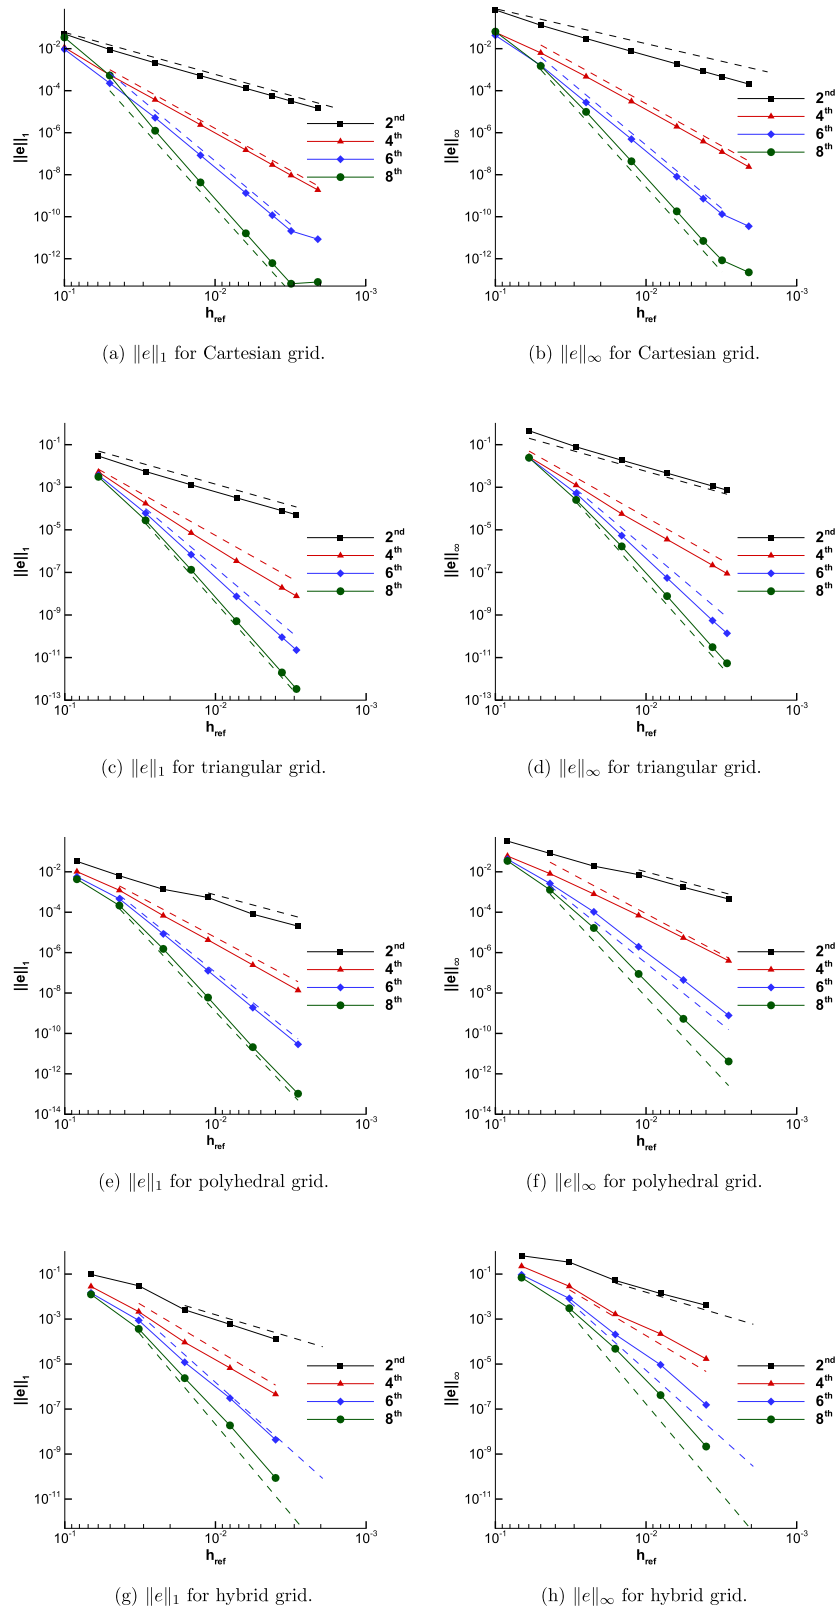 10⁻² 10⁻⁴ 10⁻⁶ 10⁻⁸ 10⁻¹⁰ 10⁻¹²
||e||₁
2ⁿᵈ
4ᵗʰ
6ᵗʰ
8ᵗʰ
10⁻¹ 10⁻² 10⁻³
h_ref
(a) ‖e‖₁ for Cartesian grid.
10⁻² 10⁻⁴ 10⁻⁶ 10⁻⁸ 10⁻¹⁰ 10⁻¹²
||e||∞
2ⁿᵈ
4ᵗʰ
6ᵗʰ
8ᵗʰ
10⁻¹ 10⁻² 10⁻³
h_ref
(b) ‖e‖∞ for Cartesian grid.
10⁻¹ 10⁻³ 10⁻⁵ 10⁻⁷ 10⁻⁹ 10⁻¹¹ 10⁻¹³
||e||₁
2ⁿᵈ
4ᵗʰ
6ᵗʰ
8ᵗʰ
10⁻¹ 10⁻² 10⁻³
h_ref
(c) ‖e‖₁ for triangular grid.
10⁻¹ 10⁻³ 10⁻⁵ 10⁻⁷ 10⁻⁹ 10⁻¹¹ 10⁻¹³
||e||∞
2ⁿᵈ
4ᵗʰ
6ᵗʰ
8ᵗʰ
10⁻¹ 10⁻² 10⁻³
h_ref
(d) ‖e‖∞ for triangular grid.
10⁻² 10⁻⁴ 10⁻⁶ 10⁻⁸ 10⁻¹⁰ 10⁻¹² 10⁻¹⁴
||e||₁
2ⁿᵈ
4ᵗʰ
6ᵗʰ
8ᵗʰ
10⁻¹ 10⁻² 10⁻³
h_ref
(e) ‖e‖₁ for polyhedral grid.
10⁻² 10⁻⁴ 10⁻⁶ 10⁻⁸ 10⁻¹⁰ 10⁻¹² 10⁻¹⁴
||e||∞
2ⁿᵈ
4ᵗʰ
6ᵗʰ
8ᵗʰ
10⁻¹ 10⁻² 10⁻³
h_ref
(f) ‖e‖∞ for polyhedral grid.
10⁻¹ 10⁻³ 10⁻⁵ 10⁻⁷ 10⁻⁹ 10⁻¹¹
||e||₁
2ⁿᵈ
4ᵗʰ
6ᵗʰ
8ᵗʰ
10⁻¹ 10⁻² 10⁻³
h_ref
(g) ‖e‖₁ for hybrid grid.
10⁻¹ 10⁻³ 10⁻⁵ 10⁻⁷ 10⁻⁹ 10⁻¹¹
||e||∞
2ⁿᵈ
4ᵗʰ
6ᵗʰ
8ᵗʰ
10⁻¹ 10⁻² 10⁻³
h_ref
(h) ‖e‖∞ for hybrid grid.